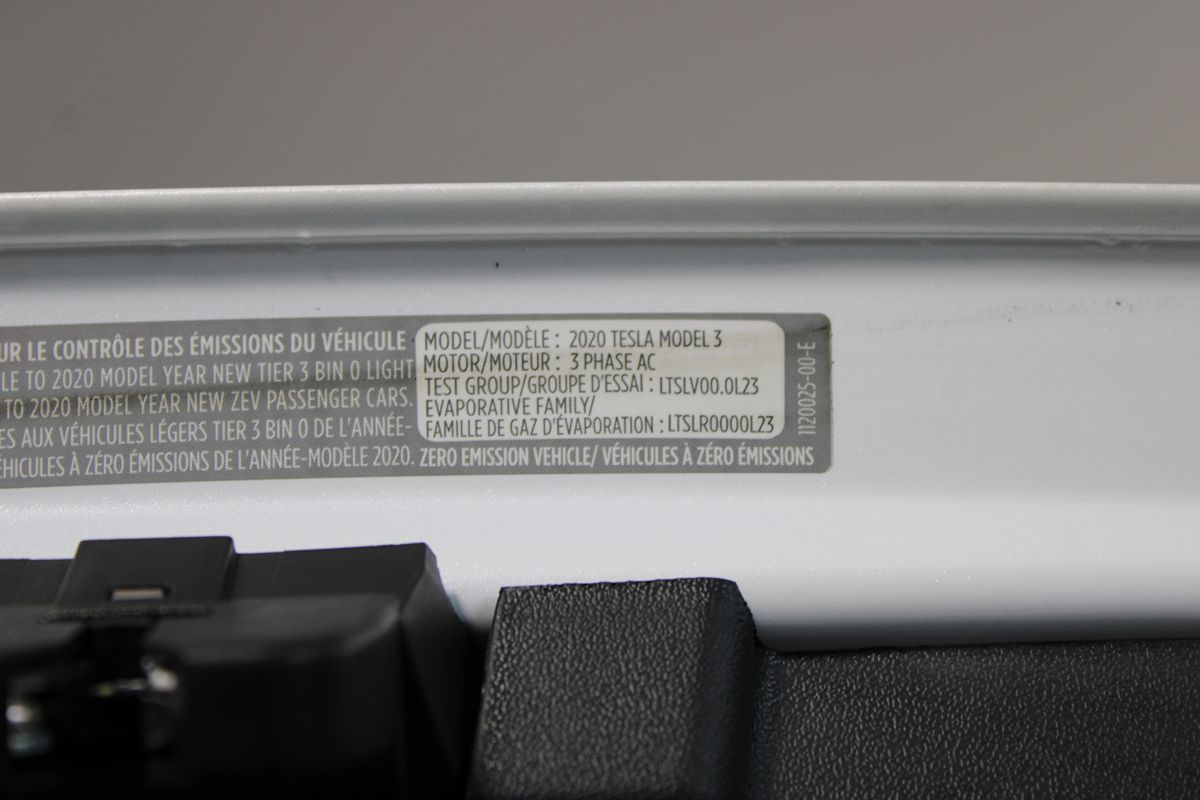 UR LE CONTRÔLE DES ÉMISSIONS DU VÉHICULE
LE TO 2020 MODEL YEAR NEW TIER 3 BIN 0 LIGHT
TO 2020 MODEL YEAR NEW ZEV PASSENGER CARS.
ES AUX VÉHICULES LÉGERS TIER 3 BIN 0 DE L'ANNÉE-
ÉHICULES À ZÉRO ÉMISSIONS DE L'ANNÉE-MODÈLE 2020.
MODEL/MODÈLE : 2020 TESLA MODEL 3
MOTOR/MOTEUR : 3 PHASE AC
TEST GROUP/GROUPE D'ESSAI : LTSLV00.0L23
EVAPORATIVE FAMILY/
FAMILLE DE GAZ D'ÉVAPORATION : LTSLR0000L23
ZERO EMISSION VEHICLE/ VÉHICULES À ZÉRO ÉMISSIONS
1120025-00-E